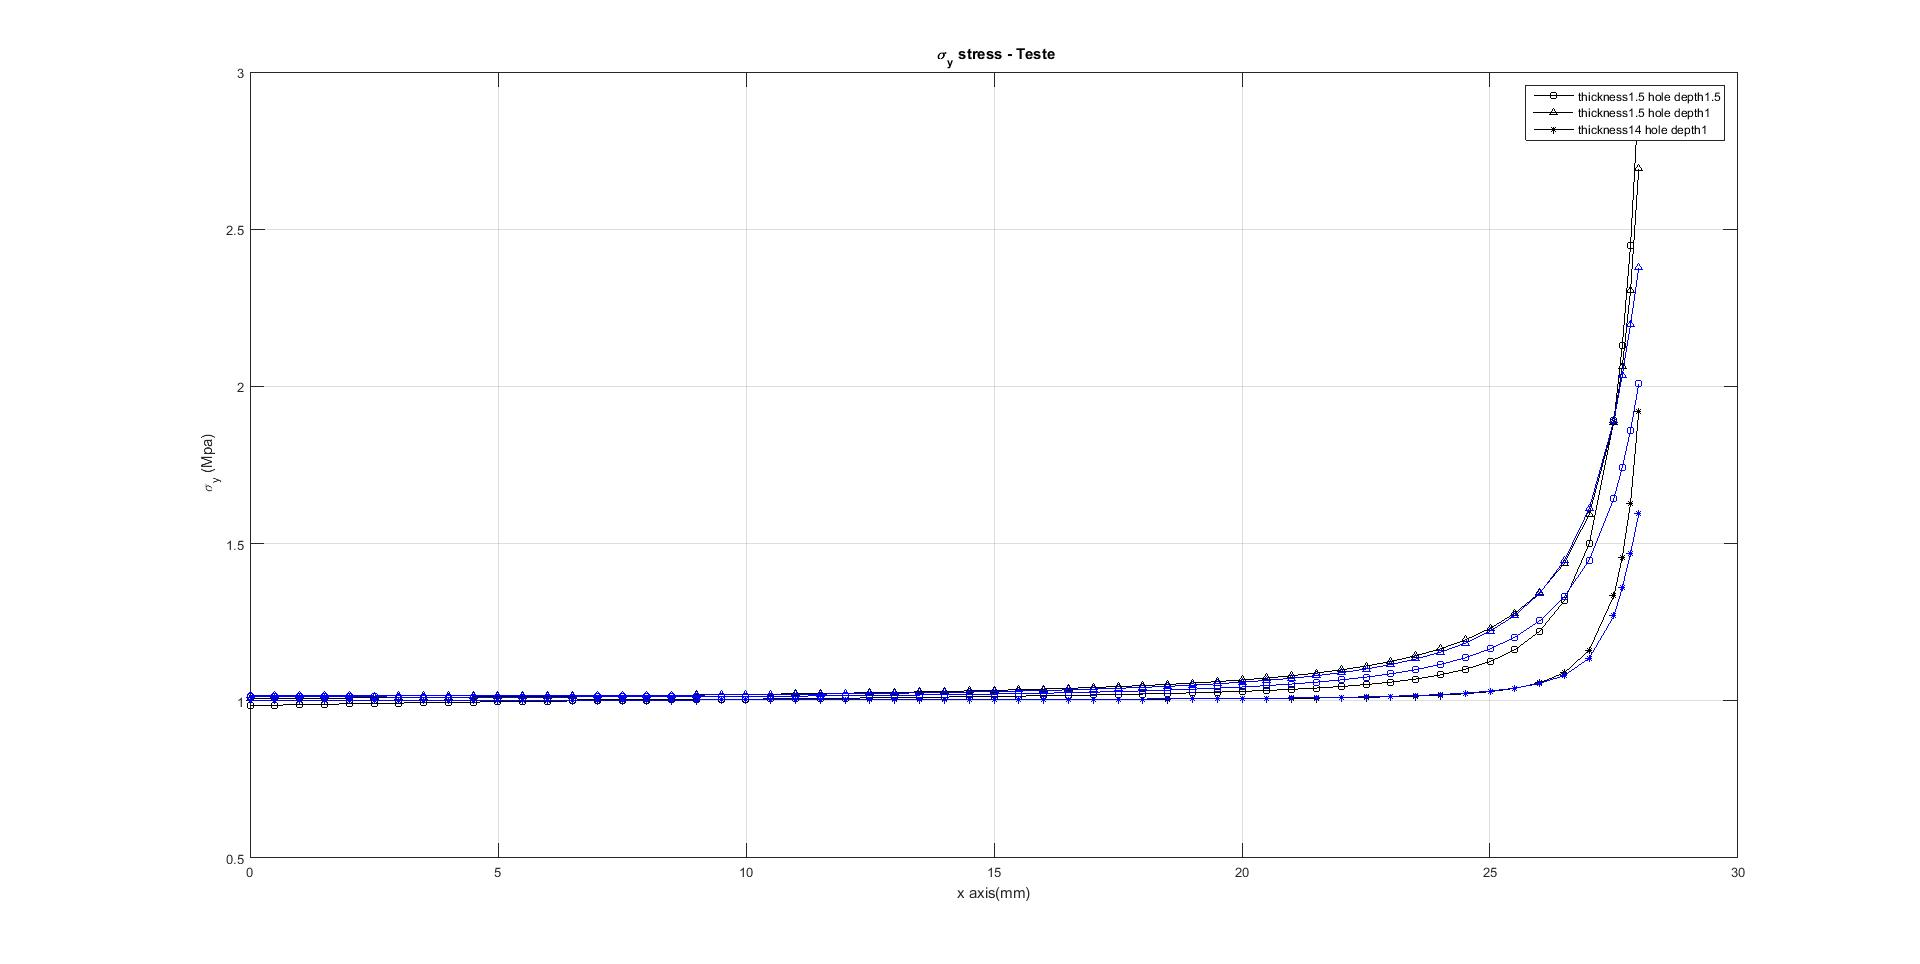 σy stress - Teste
3
2.5
2
1.5
1
0.5
σy (Mpa)
thickness1.5 hole depth1.5
thickness1.5 hole depth1
thickness14 hole depth1
0 5 10 15 20 25 30
x axis(mm)